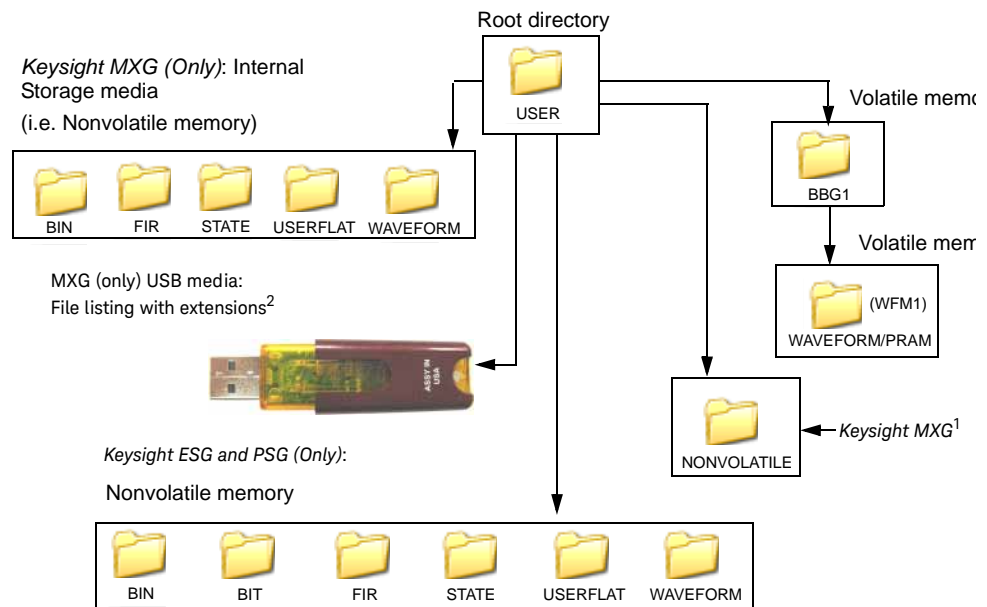 Root directory
USER
Keysight MXG (Only): Internal
Storage media
(i.e. Nonvolatile memory)
BIN
FIR
STATE
USERFLAT
WAVEFORM
Volatile
BBG1
Volatile
(WFM1)
WAVEFORM/PRAM
MXG (only) USB media:
File listing with extensions2
ASSY IN
USA
NONVOLATILE
Keysight MXG1
Keysight ESG and PSG (Only):
Nonvolatile memory
BIN
BIT
FIR
STATE
USERFLAT
WAVEFORM